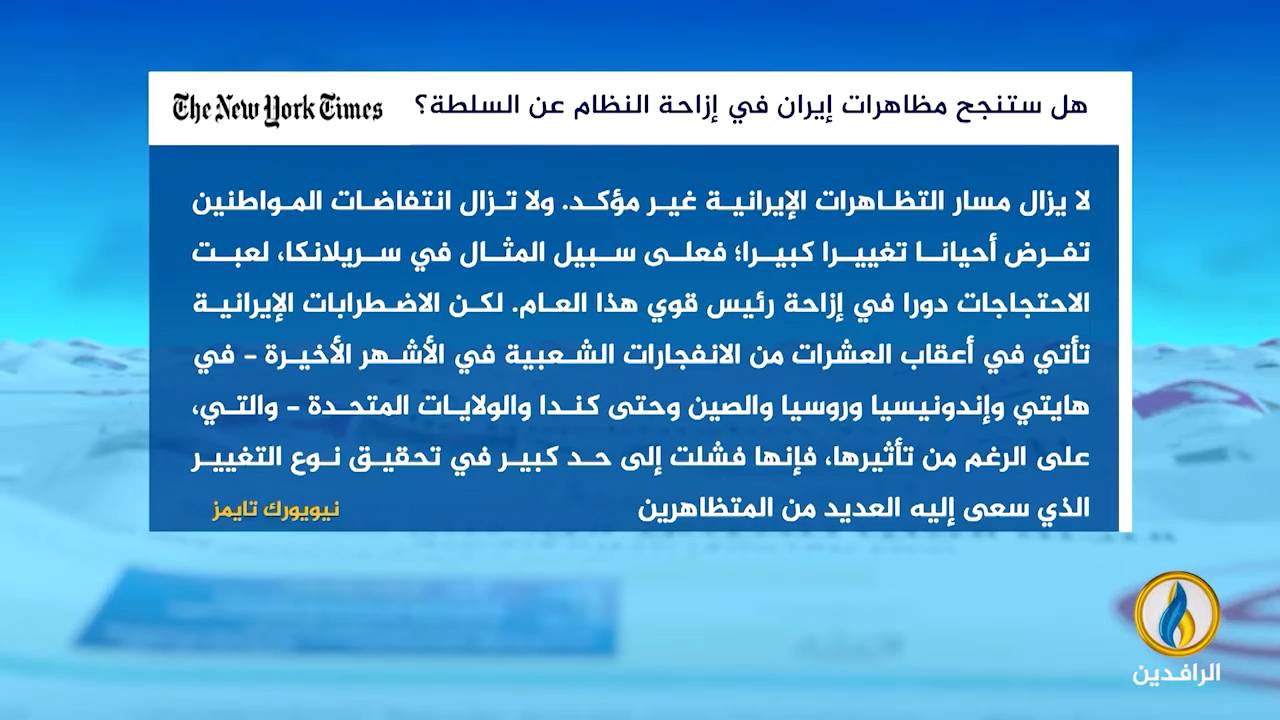 هل ستنجح مظاهرات إيران في إزاحة النظام عن السلطة؟
The New York Times
لا يزال مسار التظاهرات الإيرانية غير مؤكد. ولا تزال انتفاضات المواطنين
تفرض أحيانا تغييرا كبيرا؛ فعلى سبيل المثال في سريلانكا، لعبت
الاحتجاجات دورا في إزاحة رئيس قوي هذا العام. لكن الاضطرابات الإيرانية
تأتي في أعقاب العشرات من الانفجارات الشعبية في الأشهر الأخيرة - في
هايتي وإندونيسيا وروسيا والصين وحتى كندا والولايات المتحدة - والتي،
على الرغم من تأثيرها، فإنها فشلت إلى حد كبير في تحقيق نوع التغيير
الذي سعى إليه العديد من المتظاهرين
نيويورك تايمز
الرافدين